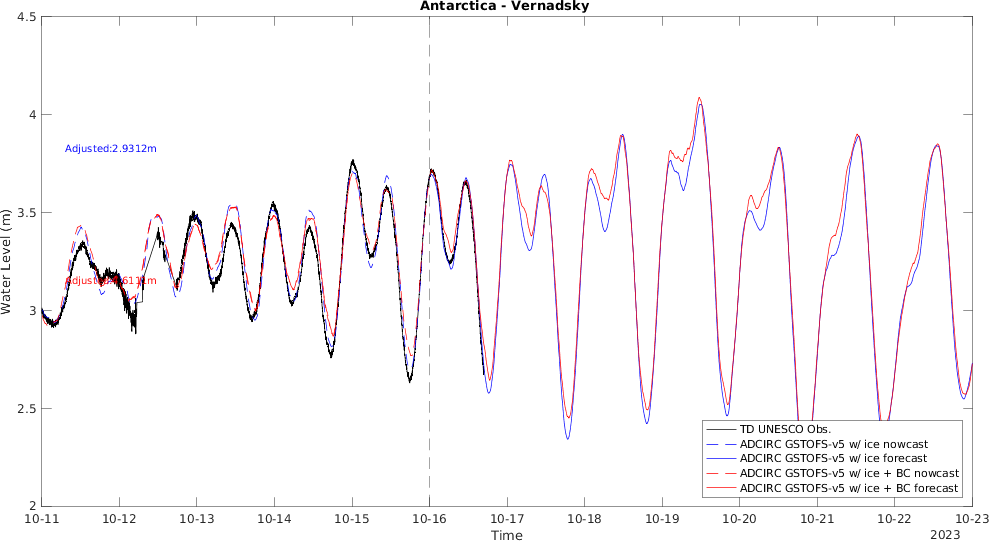 Antarctica - Vernadsky
Water Level (m)
4.5
4
3.5
3
2.5
2
Adjusted:2.9312m
10-11
10-12
10-13
10-14
10-15
10-16
10-17
10-18
10-19
10-20
10-21
10-22
10-23
Time
2023
TD UNESCO Obs.
ADCIRC GSTOFS-v5 w/ ice nowcast
ADCIRC GSTOFS-v5 w/ ice forecast
ADCIRC GSTOFS-v5 w/ ice + BC nowcast
ADCIRC GSTOFS-v5 w/ ice + BC forecast